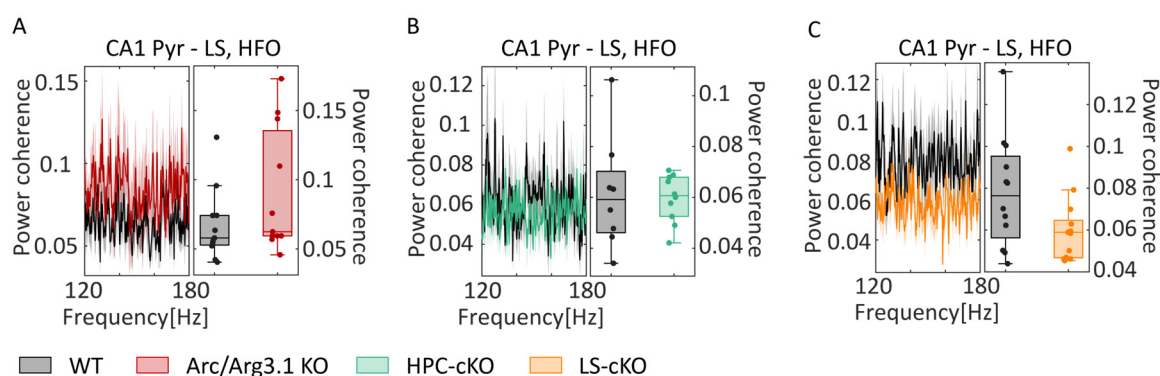 A
CA1 Pyr - LS, HFO
Power coherence
0.15
0.1
0.05
120
180
Frequency[Hz]
0.15
0.1
0.05
Power coherence
B
CA1 Pyr - LS, HFO
Power coherence
0.12
0.1
0.08
0.06
0.04
120
180
Frequency[Hz]
0.1
0.08
0.06
0.04
Power coherence
C
CA1 Pyr - LS, HFO
Power coherence
0.12
0.1
0.08
0.06
0.04
120
180
Frequency[Hz]
0.12
0.1
0.08
0.06
0.04
Power coherence
WT
Arc/Arg3.1 KO
HPC-cKO
LS-cKO